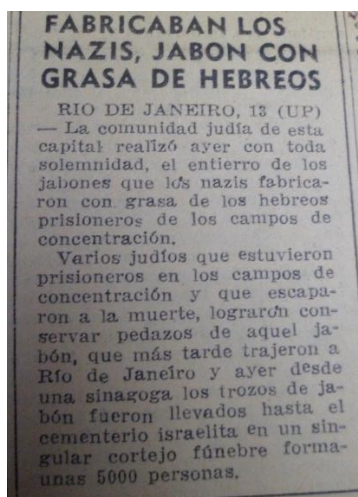 FABRICABAN LOS
NAZIS, JABON CON
GRASA DE HEBREOS
RIO DE JANEIRO, 13 (UP)
— La comunidad judía de esta
capital realizó ayer con toda
solemnidad, el entierro de los
jabones que los nazis fabrica-
ron con grasa de los hebreos
prisioneros de los campos de
concentración.
Varios judíos que estuvieron
prisioneros en los campos de
concentración y que escapa-
ron a la muerte, lograron con-
servar pedazos de aquel ja-
bón, que más tarde trajeron a
Río de Janeiro y ayer desde
una sinagoga los trozos de ja-
bón fueron llevados hasta el
cementerio israelita en un sin-
gular cortejo fúnebre forma-
unas 5000 personas.